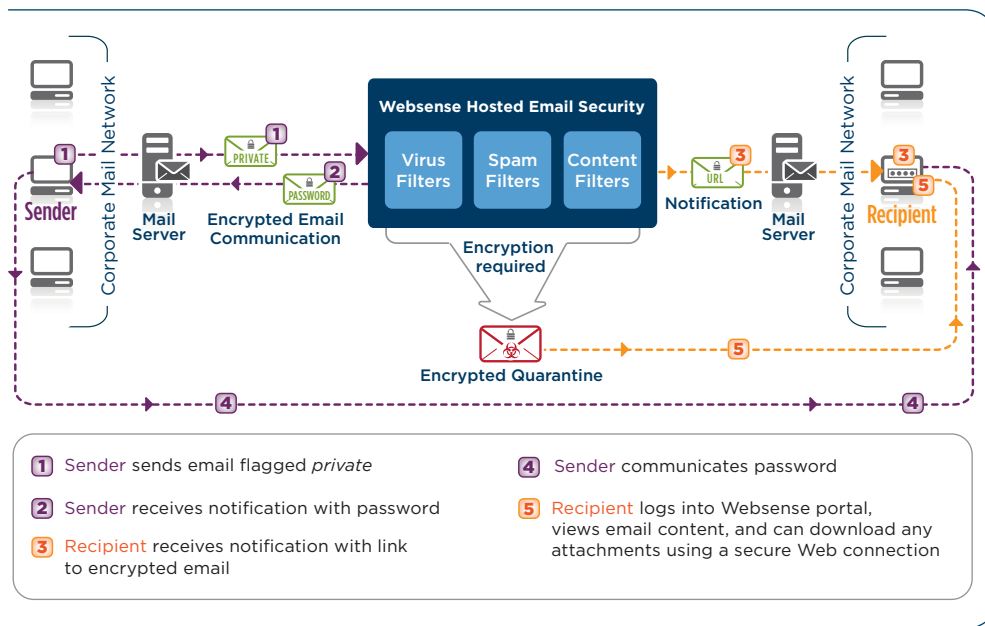 Corporate Mail Network
1
Sender
Mail
Server
1
PRIVATE
2
PASSWORD
Encrypted Email
Communication
Websense Hosted Email Security
Virus
Filters
Spam
Filters
Content
Filters
Encryption
required
Encrypted Quarantine
3
URL
Notification
Mail
Server
Corporate Mail Network
3
5
Recipient
5
4
4
1 Sender sends email flagged private
2 Sender receives notification with password
3 Recipient receives notification with link
to encrypted email
4 Sender communicates password
5 Recipient logs into Websense portal,
views email content, and can download any
attachments using a secure Web connection